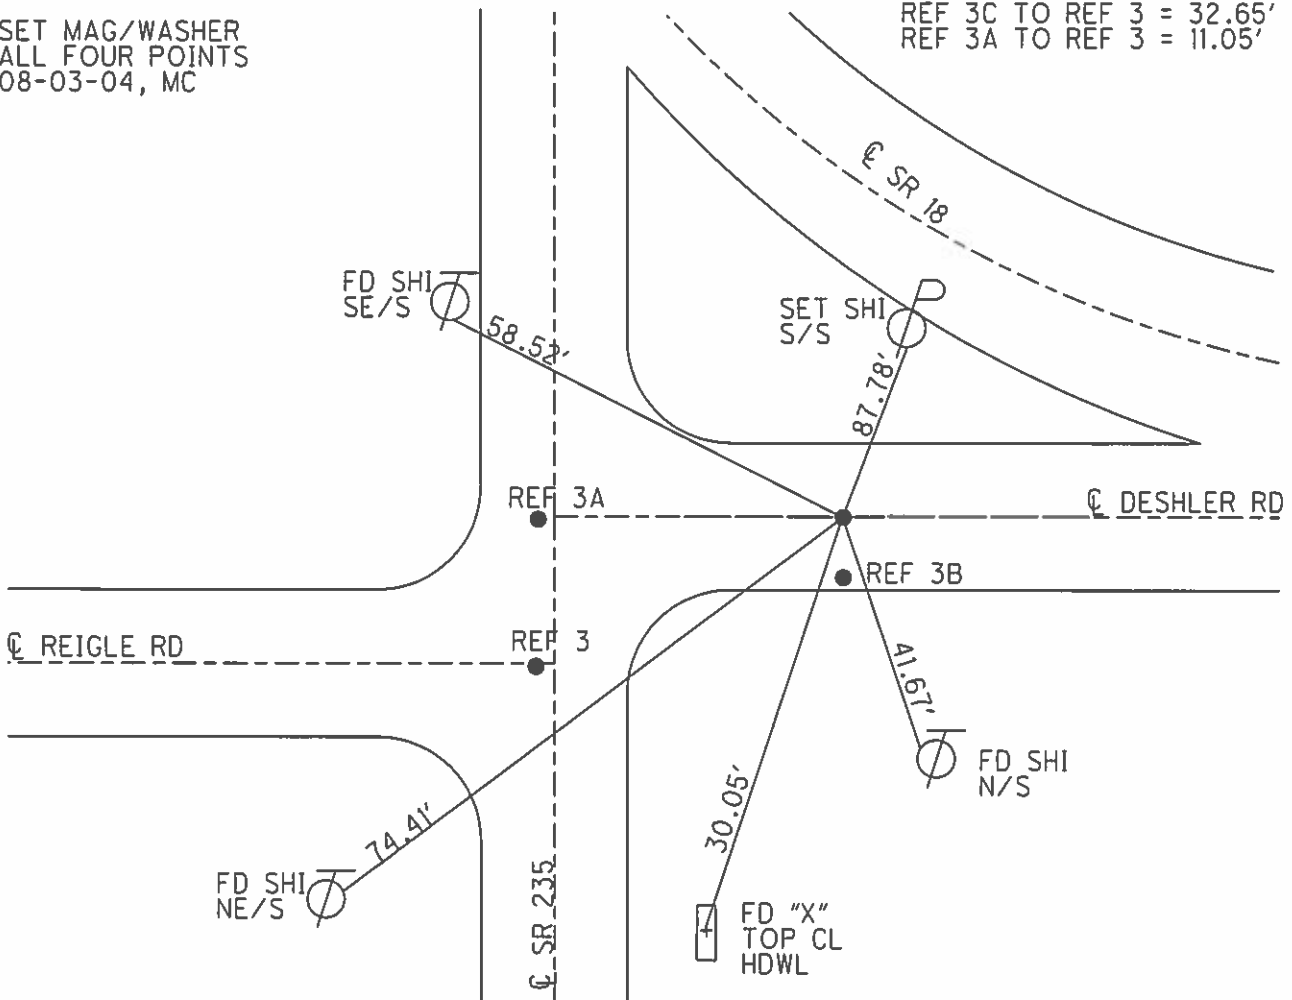 SET MAG/WASHER
ALL FOUR POINTS
08-03-04, MC
REF 3C TO REF 3 = 32.65'
REF 3A TO REF 3 = 11.05'
℄ SR 18
FD SHI
SE/S
58.52'
SET SHI
S/S
87.78'
REF 3A
℄ DESHLER RD
REF 3B
℄ REIGLE RD
REF 3
41.67'
FD SHI
N/S
30.05'
74.41'
FD SHI
NE/S
℄ SR 235
FD "X"
TOP CL
HDWL